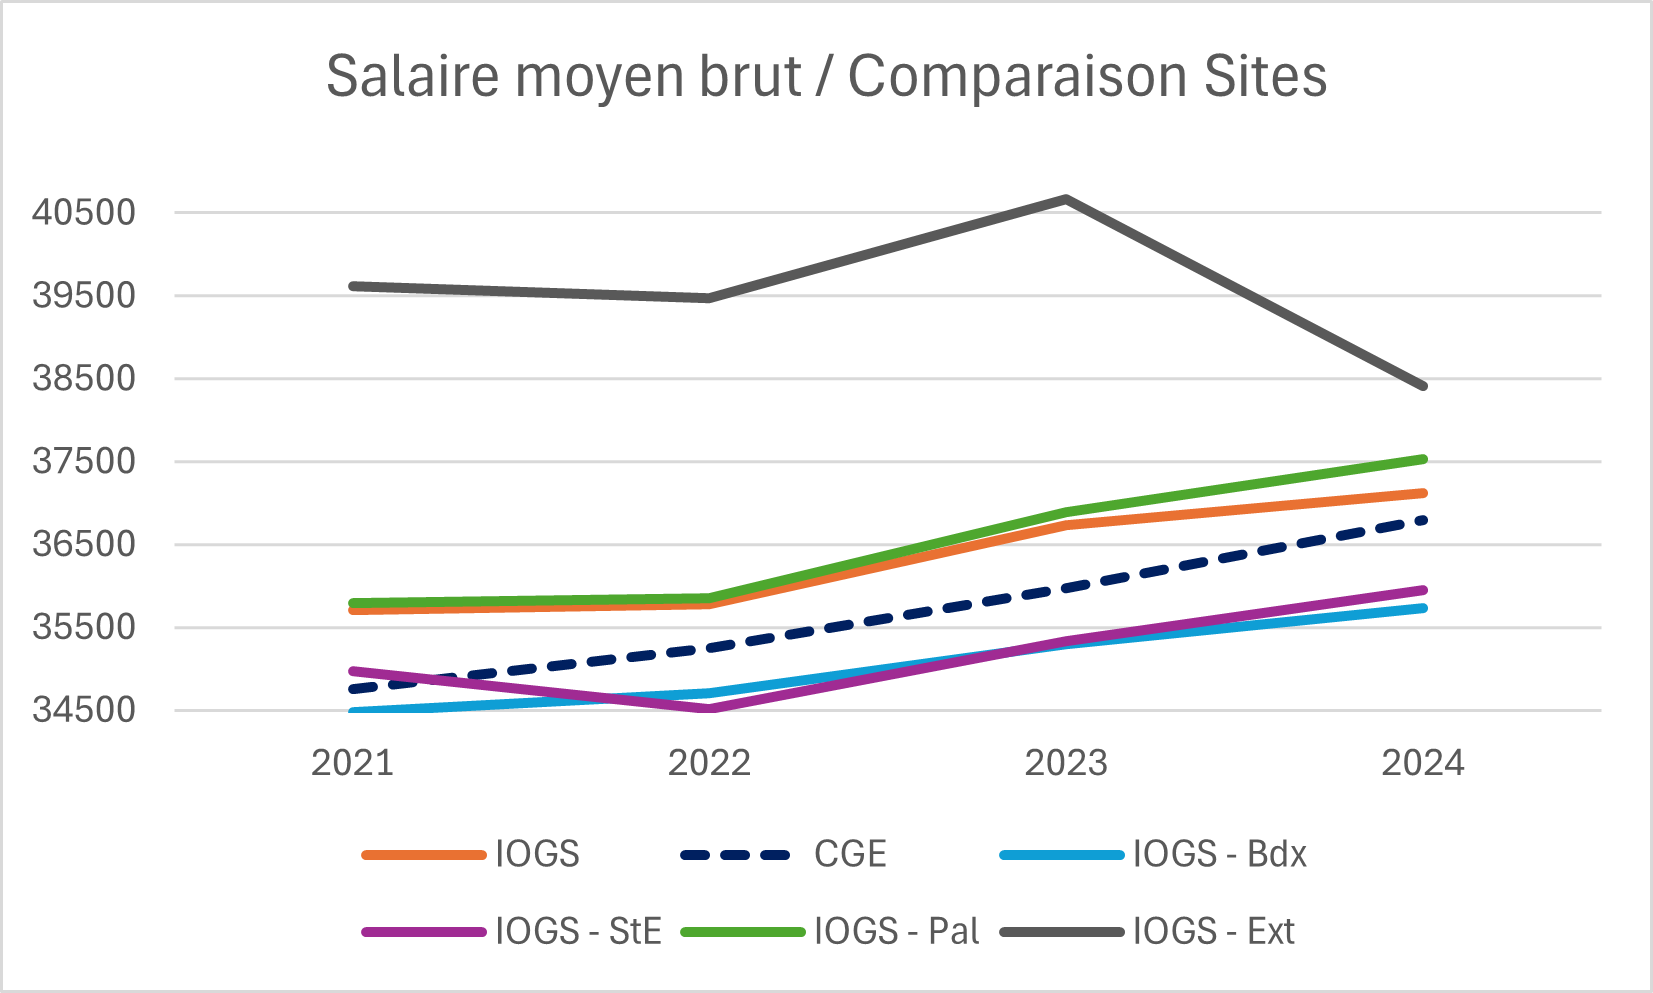 Salaire moyen brut / Comparaison Sites
40500
39500
38500
37500
36500
35500
34500
2021 2022 2023 2024
IOGS CGE IOGS - Bdx
IOGS - StE IOGS - Pal IOGS - Ext